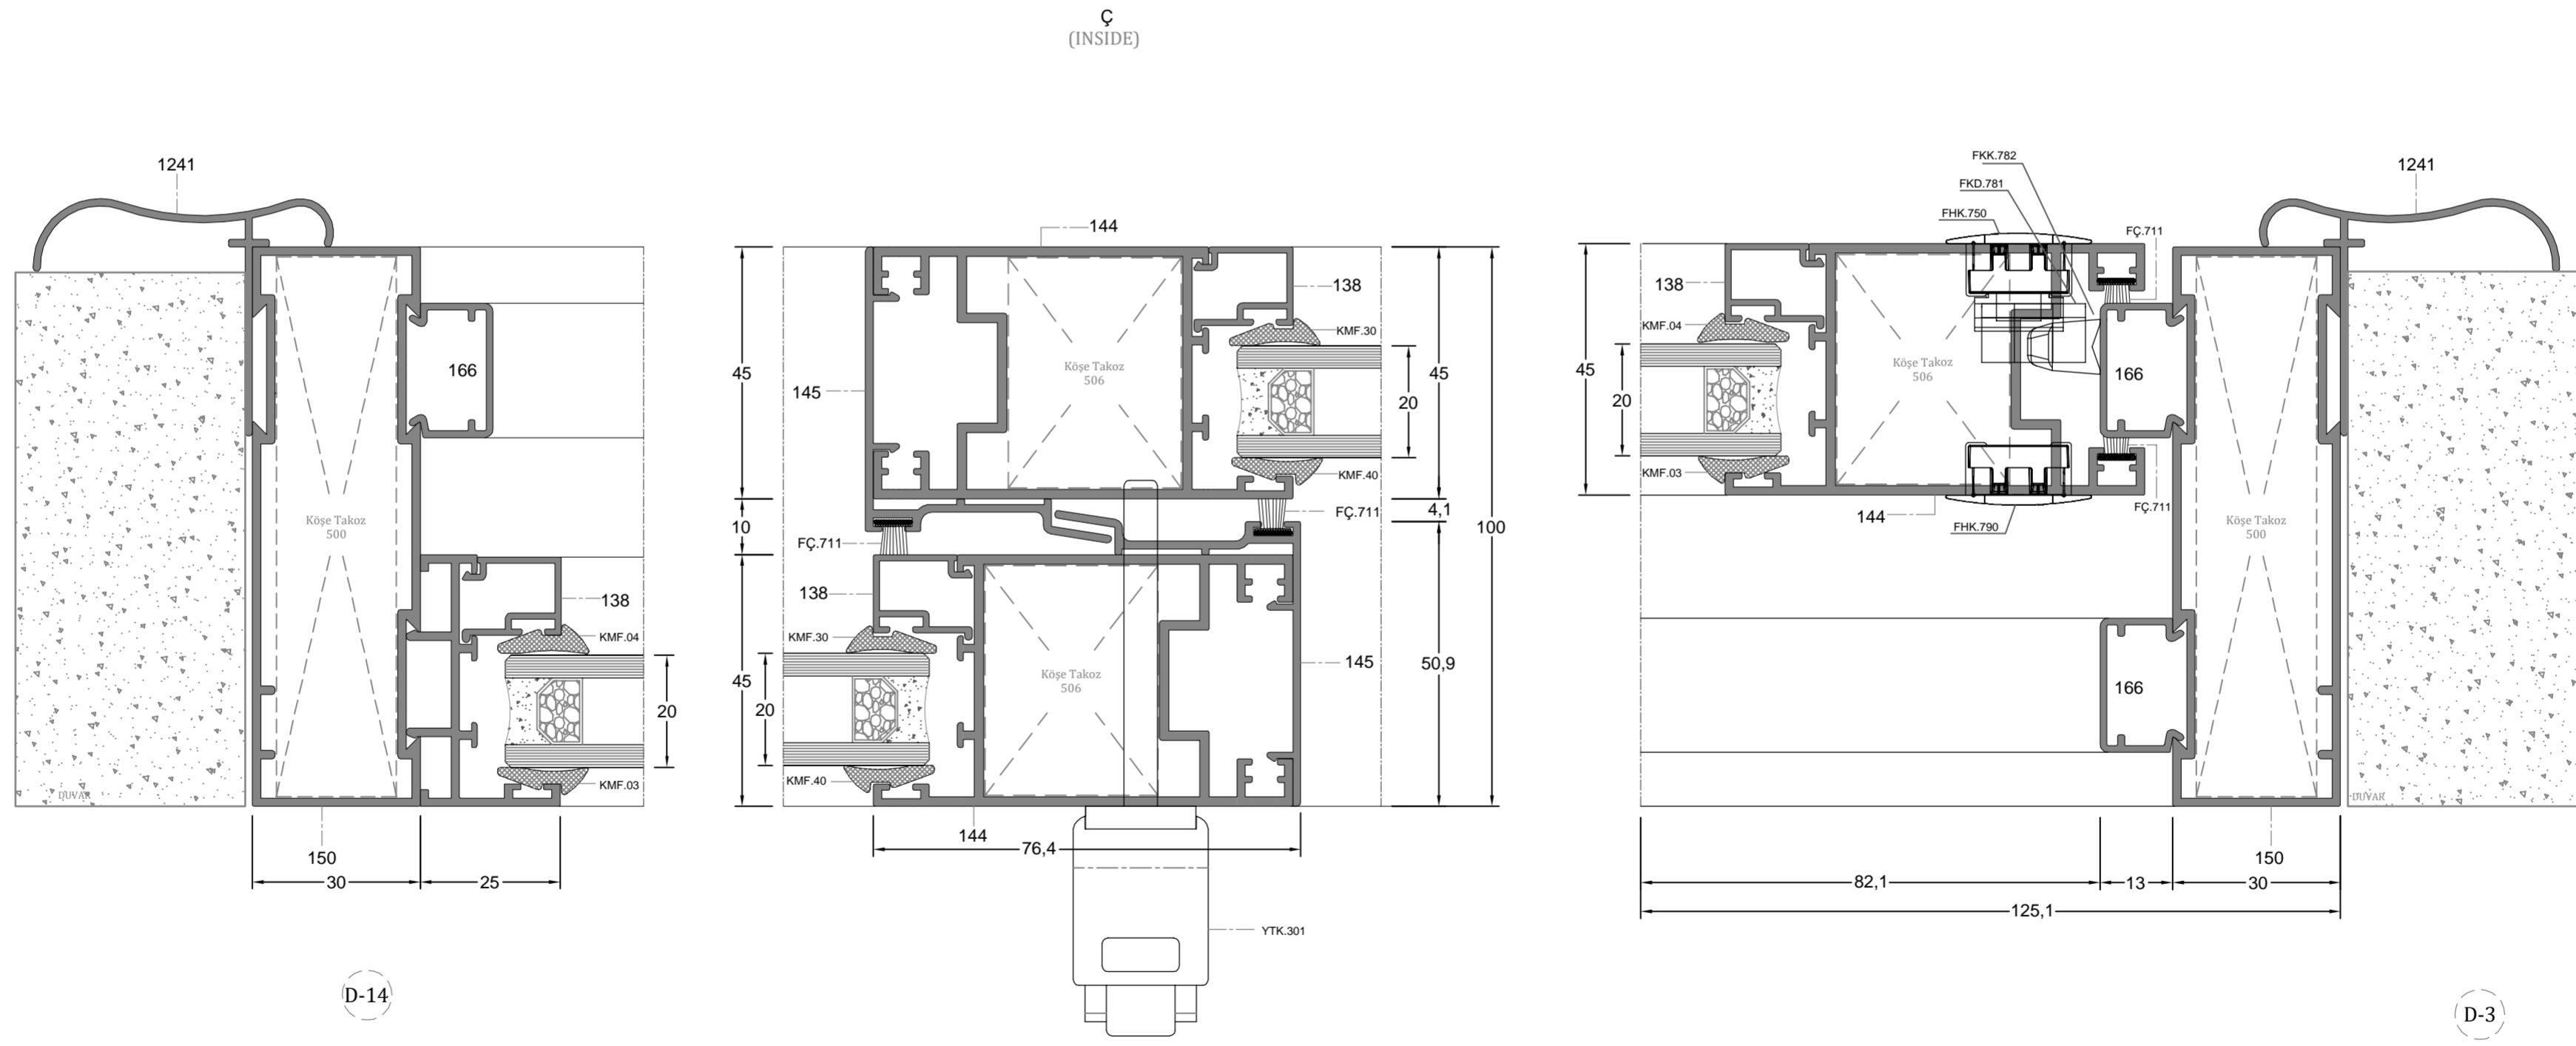 Ç
(INSIDE)
1241
166
Köşe Takoz
500
138
KMF.04
20
KMF.03
DUVAR
150
30
25
D-14
144
45
145
Köşe Takoz
506
138
KMF.30
45
20
KMF.40
10
FÇ.711
FÇ.711
4,1
100
138
KMF.30
45
20
KMF.40
Köşe Takoz
506
145
50,9
144
76,4
YTK.301
FKK.782
FKD.781
FHK.750
FÇ.711
1241
138
KMF.04
45
20
KMF.03
Köşe Takoz
506
166
144
FHK.790
FÇ.711
Köşe Takoz
500
166
DUVAR
150
82,1
13
30
125,1
D-3